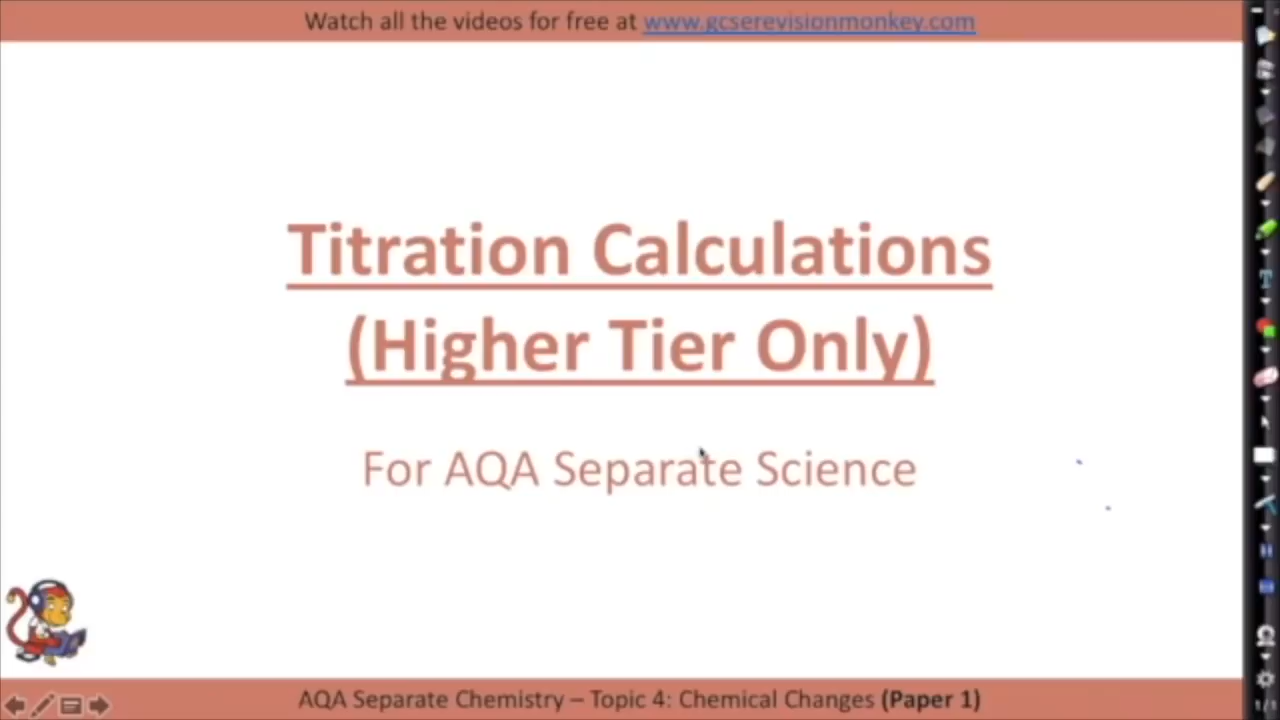 Watch all the videos for free at www.gcserevisionmonkey.com
Titration Calculations
(Higher Tier Only)
For AQA Separate Science
AQA Separate Chemistry – Topic 4: Chemical Changes (Paper 1)